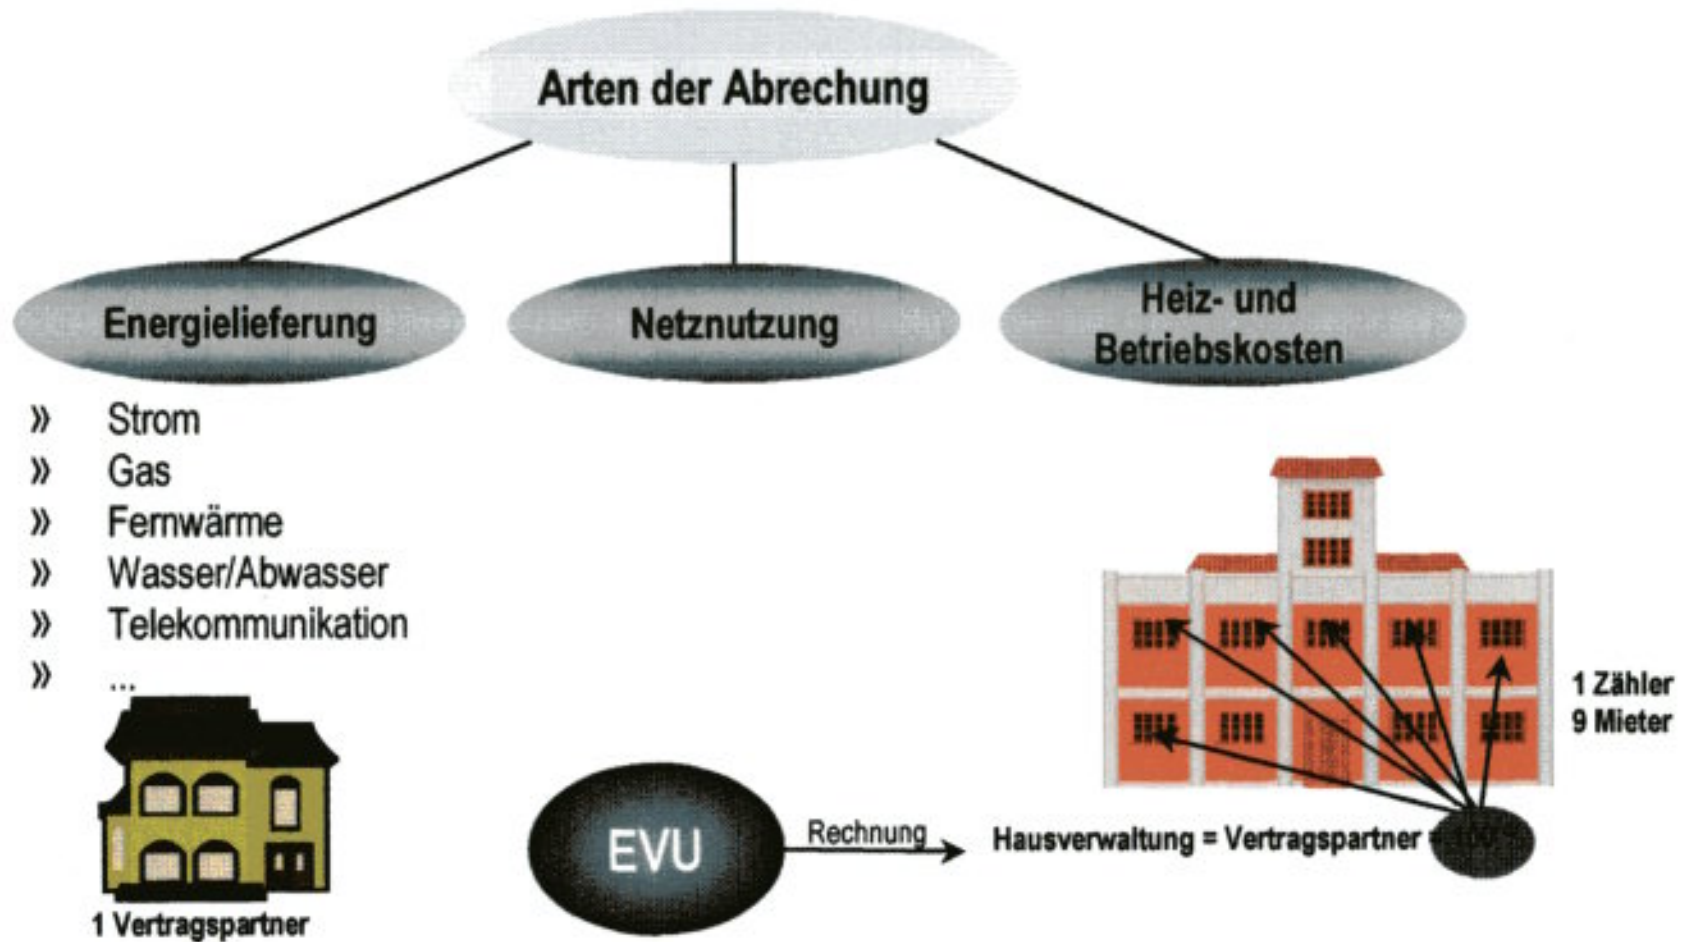 Arten der Abrechung
Energielieferung
Netznutzung
Heiz- und
Betriebskosten
» Strom
» Gas
» Fernwärme
» Wasser/Abwasser
» Telekommunikation
» ...
1 Vertragspartner
EVU
Rechnung
Hausverwaltung = Vertragspartner =
1 Zähler
9 Mieter